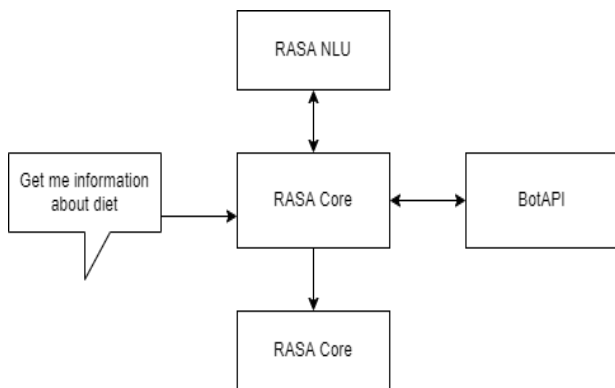 RASA NLU
Get me information
about diet
RASA Core
BotAPI
RASA Core